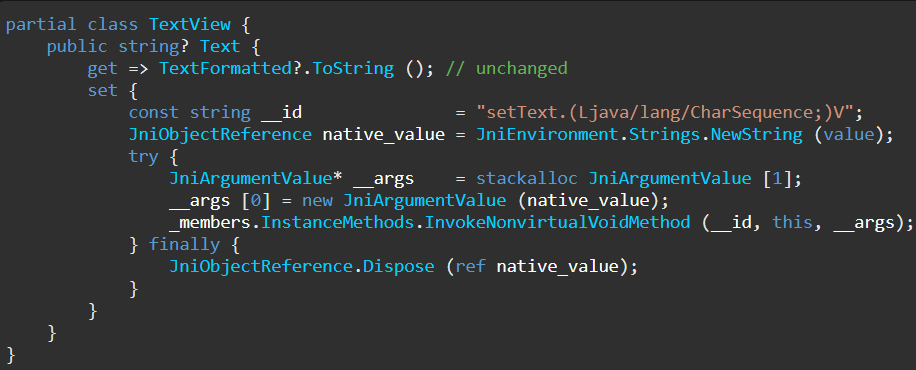 partial class TextView {
    public string? Text {
        get => TextFormatted?.ToString (); // unchanged
        set {
            const string __id                 = "setText.(Ljava/lang/CharSequence;)V";
            JniObjectReference native_value = JniEnvironment.Strings.NewString (value);
            try {
                JniArgumentValue* __args    = stackalloc JniArgumentValue [1];
                __args [0] = new JniArgumentValue (native_value);
                _members.InstanceMethods.InvokeNonvirtualVoidMethod (__id, this, __args);
            } finally {
                JniObjectReference.Dispose (ref native_value);
            }
        }
    }
}